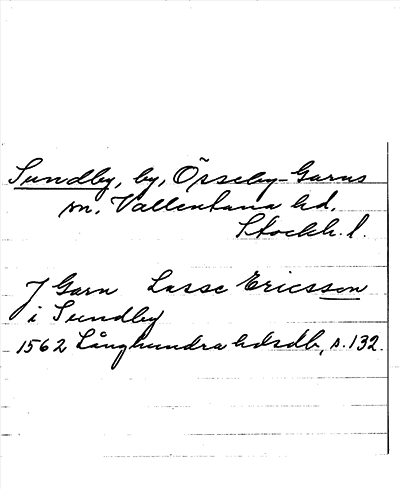 Sundby, by, Össeby-Garns
sn. Vallentuna hd,
Stockh. l.
J Garn Lasse Ericsson
i Sundby
1562 Långhundra hdsdb, s. 132.